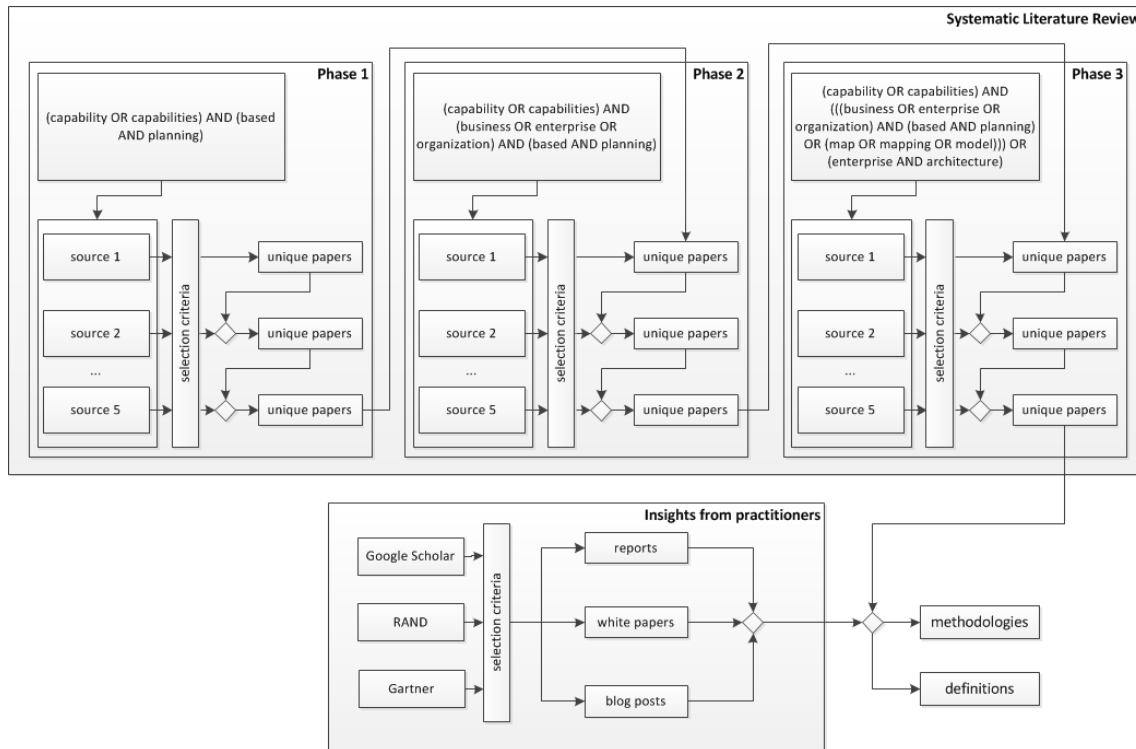 Systematic Literature Review
Phase 1
(capability OR capabilities) AND (based
AND planning)
source 1
source 2
...
source 5
selection criteria
unique papers
unique papers
unique papers
Phase 2
(capability OR capabilities) AND
(business OR enterprise OR
organization) AND (based AND planning)
source 1
source 2
...
source 5
selection criteria
unique papers
unique papers
unique papers
Phase 3
(capability OR capabilities) AND
(((business OR enterprise OR
organization) AND (based AND planning)
OR (map OR mapping OR model))) OR
(enterprise AND architecture)
source 1
source 2
...
source 5
selection criteria
unique papers
unique papers
unique papers
Insights from practitioners
Google Scholar
RAND
Gartner
selection criteria
reports
white papers
blog posts
methodologies
definitions